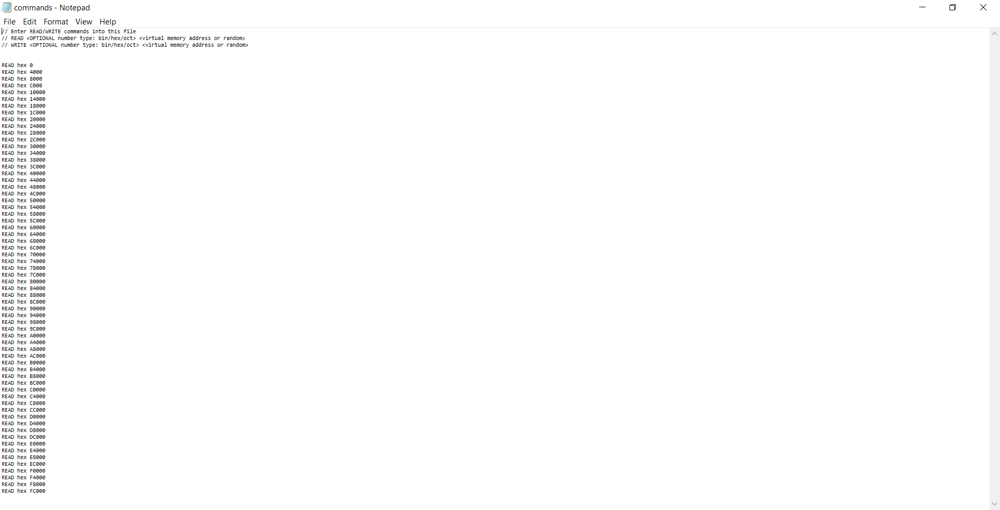 commands - Notepad
File Edit Format View Help
// Enter READ/WRITE commands into this file
// READ <OPTIONAL number type: bin/hex/oct> <virtual memory address or random>
// WRITE <OPTIONAL number type: bin/hex/oct> <virtual memory address or random>
READ hex 0
READ hex 4000
READ hex 8000
READ hex C000
READ hex 10000
READ hex 14000
READ hex 18000
READ hex 1C000
READ hex 20000
READ hex 24000
READ hex 28000
READ hex 2C000
READ hex 30000
READ hex 34000
READ hex 38000
READ hex 3C000
READ hex 40000
READ hex 44000
READ hex 48000
READ hex 4C000
READ hex 50000
READ hex 54000
READ hex 58000
READ hex 5C000
READ hex 60000
READ hex 64000
READ hex 68000
READ hex 6C000
READ hex 70000
READ hex 74000
READ hex 78000
READ hex 7C000
READ hex 80000
READ hex 84000
READ hex 88000
READ hex 8C000
READ hex 90000
READ hex 94000
READ hex 98000
READ hex 9C000
READ hex A0000
READ hex A4000
READ hex A8000
READ hex AC000
READ hex B0000
READ hex B4000
READ hex B8000
READ hex BC000
READ hex C0000
READ hex C4000
READ hex C8000
READ hex CC000
READ hex D0000
READ hex D4000
READ hex D8000
READ hex DC000
READ hex E0000
READ hex E4000
READ hex E8000
READ hex EC000
READ hex F0000
READ hex F4000
READ hex F8000
READ hex FC000